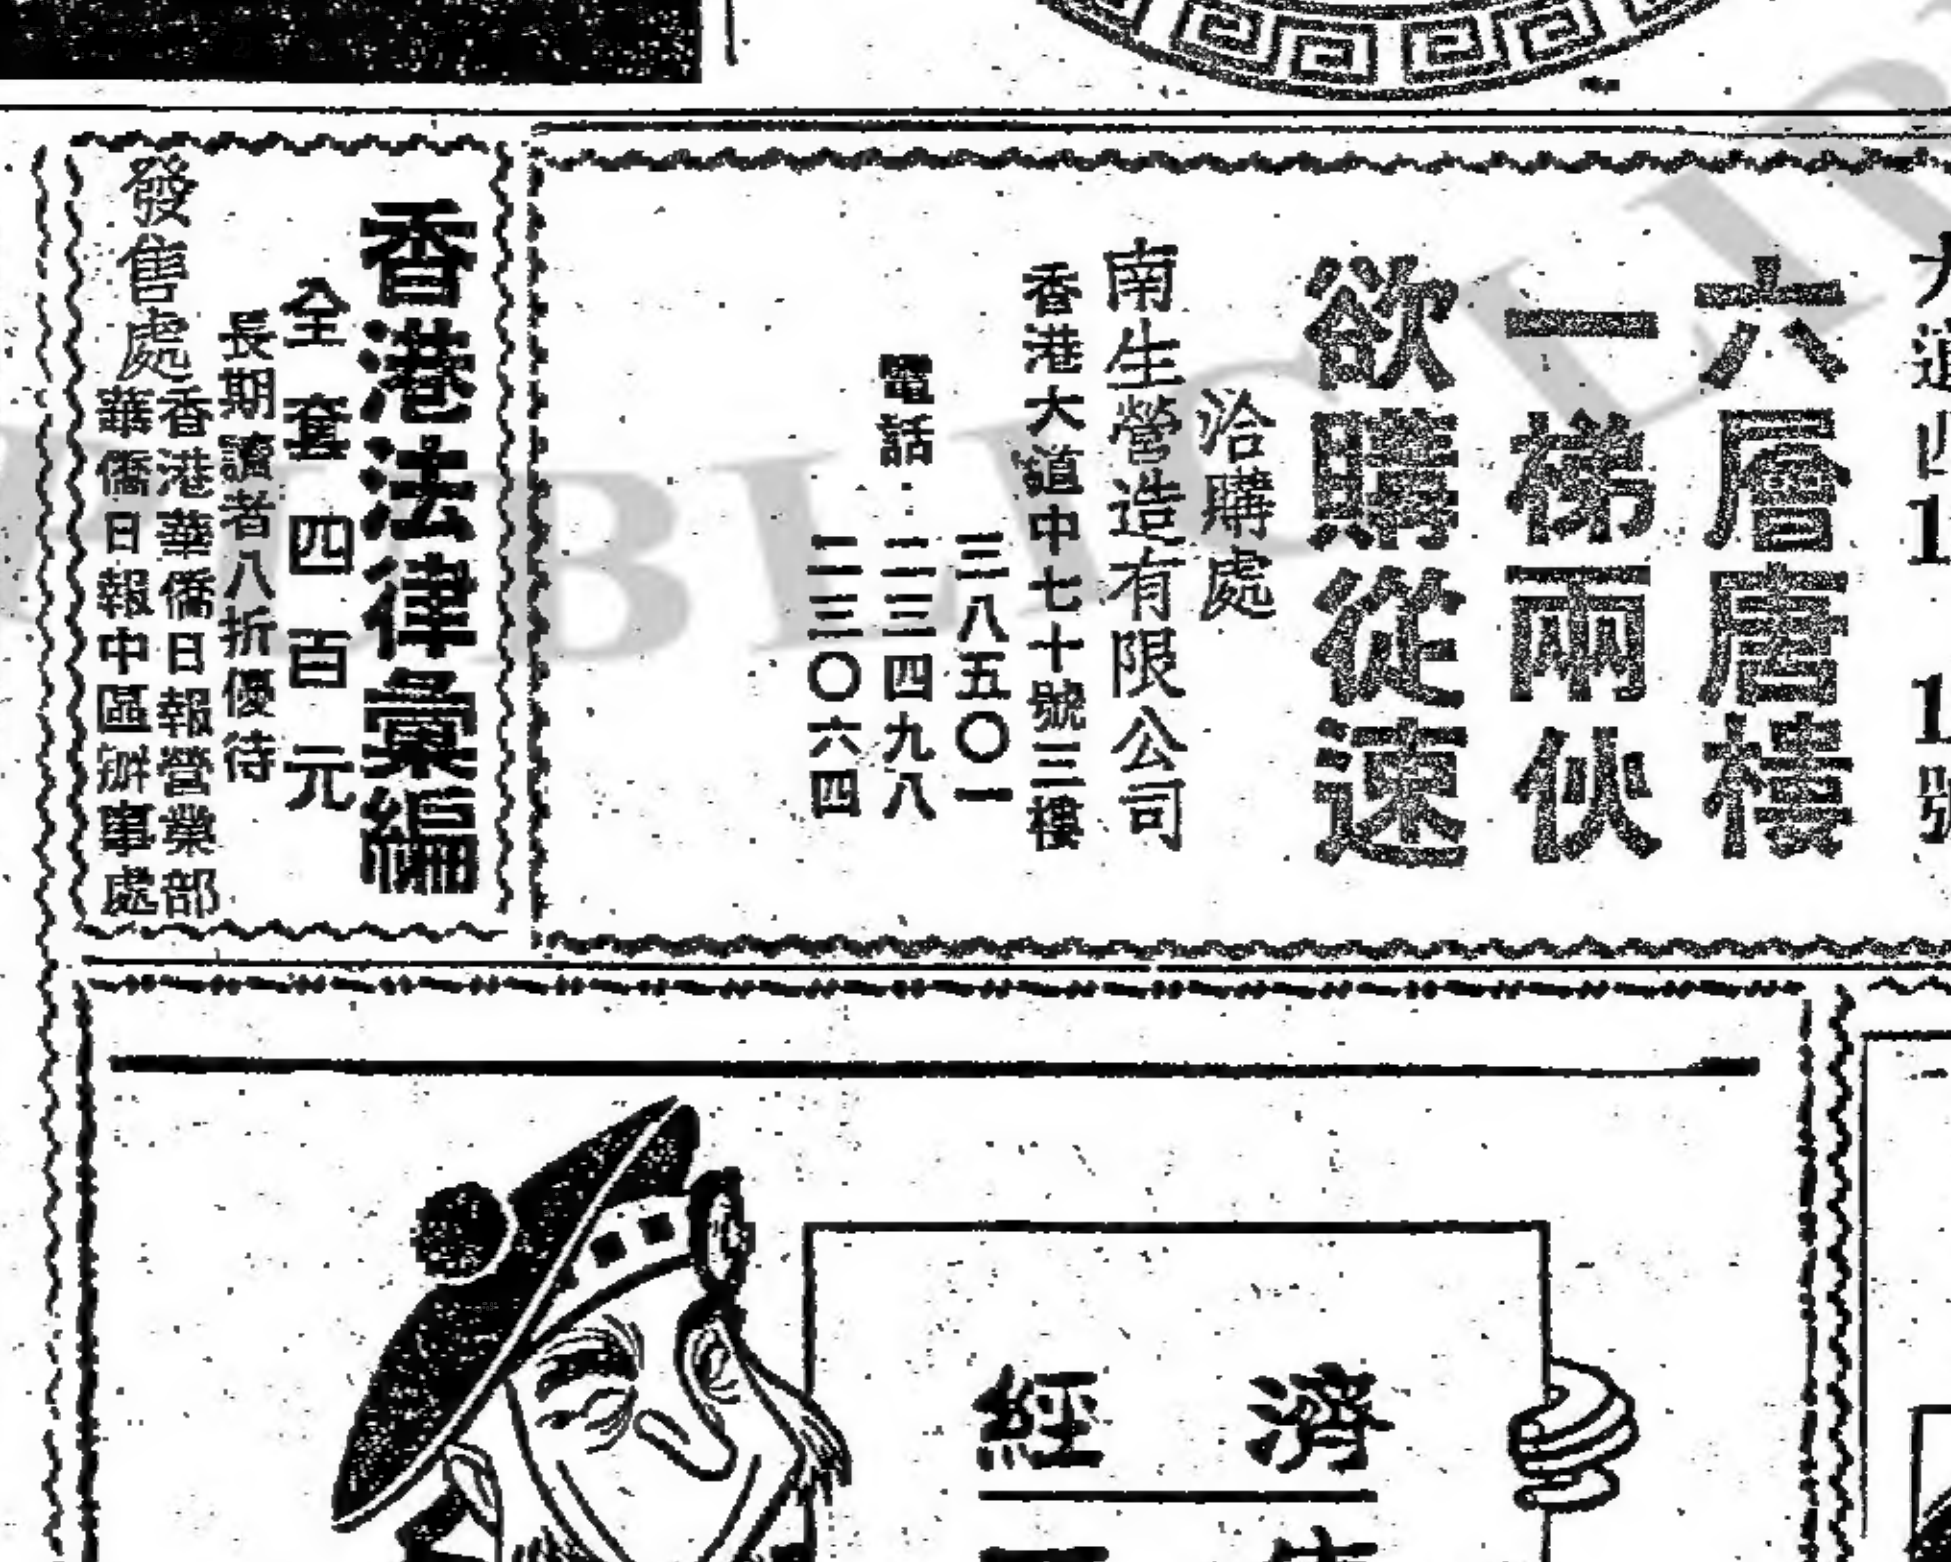 六層唐樓
一梯兩伙
欲購從速
洽購處
南生營造有限公司
香港大道中七十號三樓
電話：
三八五〇一
二三四九八
二三〇六四
香港法律彙編
全套四百元
長期讀者八折優待
發售處
香港華僑日報營業部
華僑日報中區辦事處
經濟